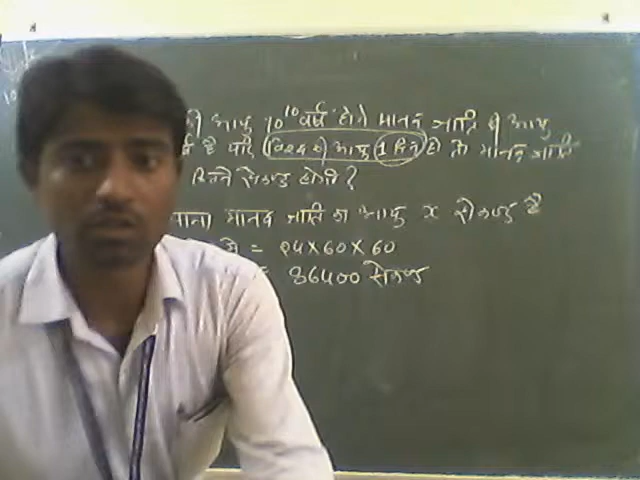 आयु 10¹⁰ वर्ष होने मानव जाति की आयु
है यदि विश्व की आयु 1 दिन हो तो मानव जाति
कितने सेकण्ड होगी?
माना मानव जाति का आयु x सेकण्ड है
में = 24×60×60
= 86400 सेकण्ड